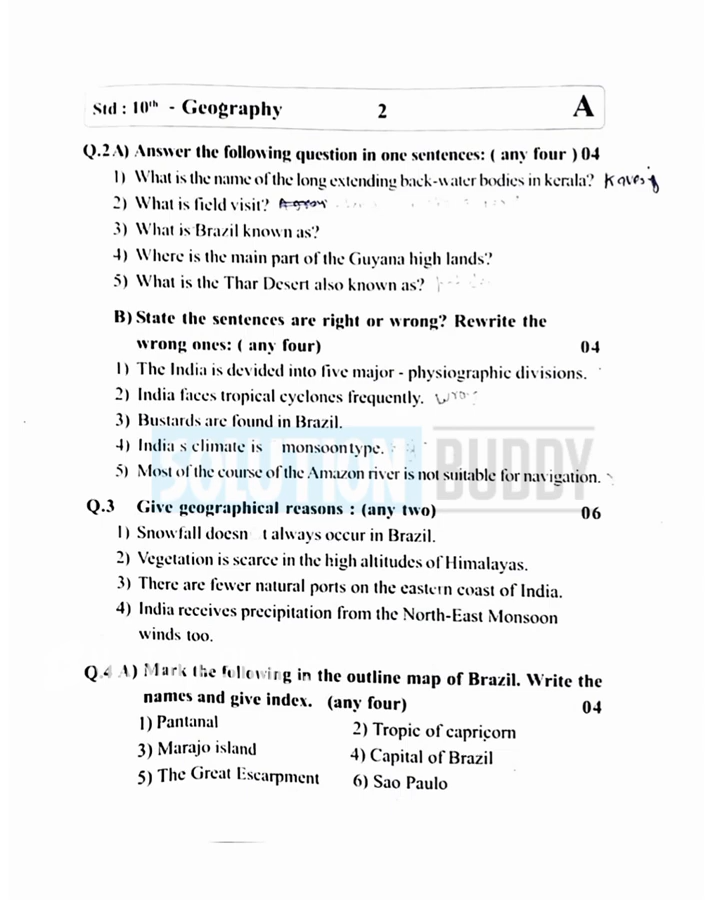 Std : 10th - Geography 2 A
Q.2 A) Answer the following question in one sentences: ( any four ) 04
1) What is the name of the long extending back-water bodies in kerala?
2) What is field visit?
3) What is Brazil known as?
4) Where is the main part of the Guyana high lands?
5) What is the Thar Desert also known as?
B) State the sentences are right or wrong? Rewrite the
wrong ones: ( any four) 04
1) The India is devided into five major - physiographic divisions.
2) India faces tropical cyclones frequently.
3) Bustards are found in Brazil.
4) India s climate is monsoon type.
5) Most of the course of the Amazon river is not suitable for navigation.
SOLUTION BUDDY
Q.3 Give geographical reasons : (any two) 06
1) Snowfall doesn t always occur in Brazil.
2) Vegetation is scarce in the high altitudes of Himalayas.
3) There are fewer natural ports on the eastern coast of India.
4) India receives precipitation from the North-East Monsoon
winds too.
Q.4 A) Mark the following in the outline map of Brazil. Write the
names and give index. (any four) 04
1) Pantanal 2) Tropic of capricorn
3) Marajo island 4) Capital of Brazil
5) The Great Escarpment 6) Sao Paulo